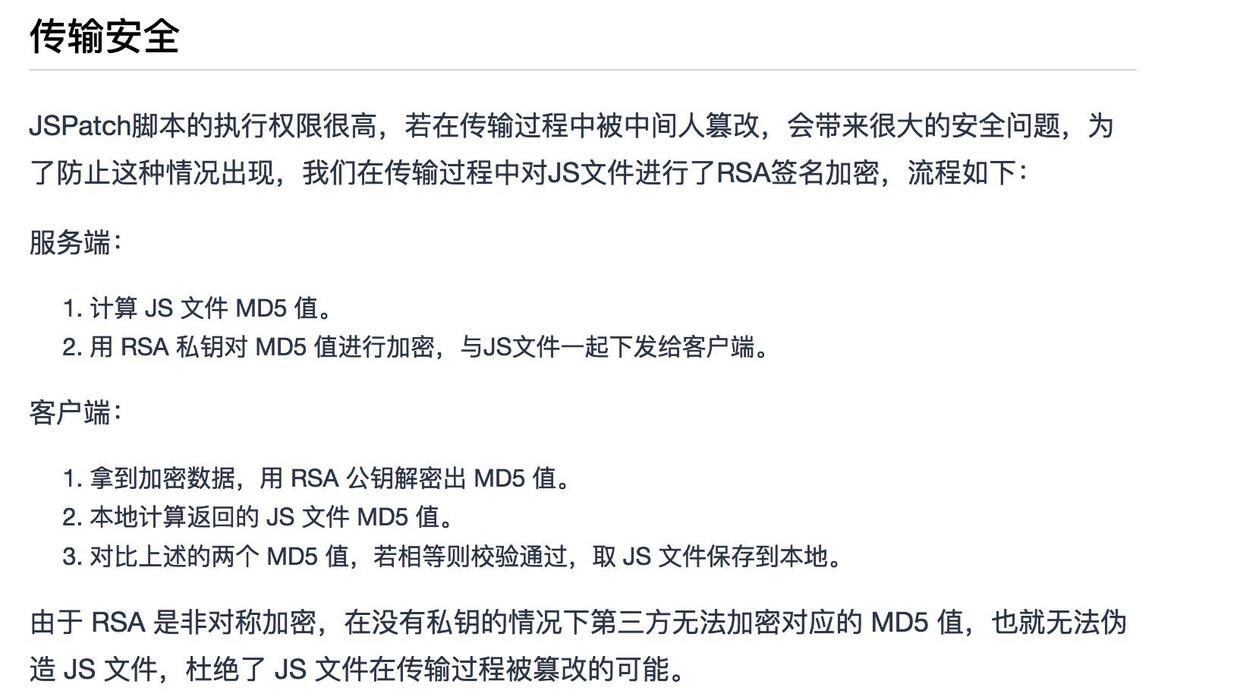 传输安全
JSPatch脚本的执行权限很高，若在传输过程中被中间人篡改，会带来很大的安全问题，为
了防止这种情况出现，我们在传输过程中对JS文件进行了RSA签名加密，流程如下：
服务端：
1. 计算 JS 文件 MD5 值。
2. 用 RSA 私钥对 MD5 值进行加密，与JS文件一起下发给客户端。
客户端：
1. 拿到加密数据，用 RSA 公钥解密出 MD5 值。
2. 本地计算返回的 JS 文件 MD5 值。
3. 对比上述的两个 MD5 值，若相等则校验通过，取 JS 文件保存到本地。
由于 RSA 是非对称加密，在没有私钥的情况下第三方无法加密对应的 MD5 值，也就无法伪
造 JS 文件，杜绝了 JS 文件在传输过程被篡改的可能。